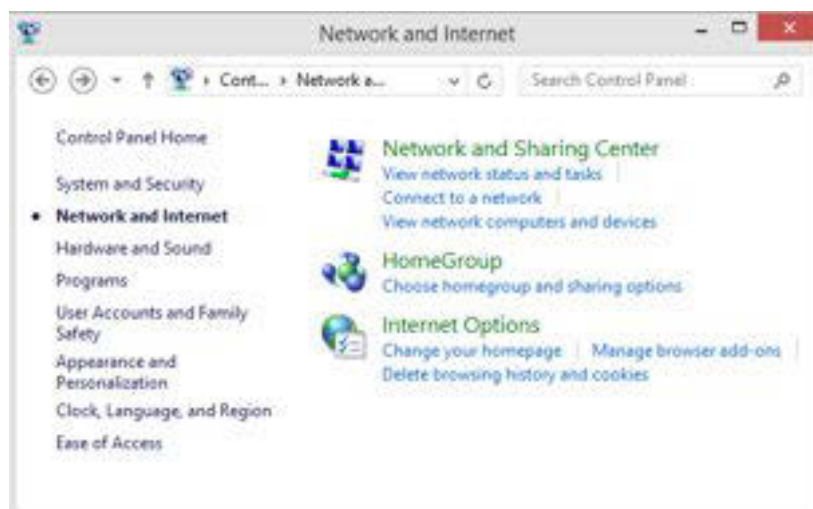 Network and Internet
Cont... Network a... Search Control Panel
Control Panel Home
System and Security
Network and Internet
Hardware and Sound
Programs
User Accounts and Family
Safety
Appearance and
Personalization
Clock, Language, and Region
Ease of Access
Network and Sharing Center
View network status and tasks
Connect to a network
View network computers and devices
HomeGroup
Choose homegroup and sharing options
Internet Options
Change your homepage Manage browser add-ons
Delete browsing history and cookies